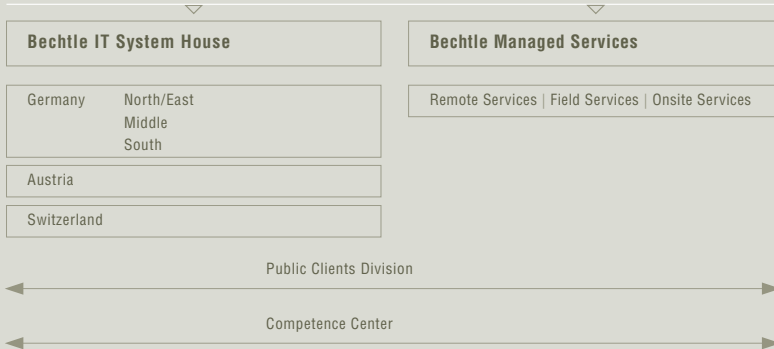 Bechtle IT System House
Bechtle Managed Services
Germany North/East
Middle
South
Remote Services | Field Services | Onsite Services
Austria
Switzerland
Public Clients Division
Competence Center